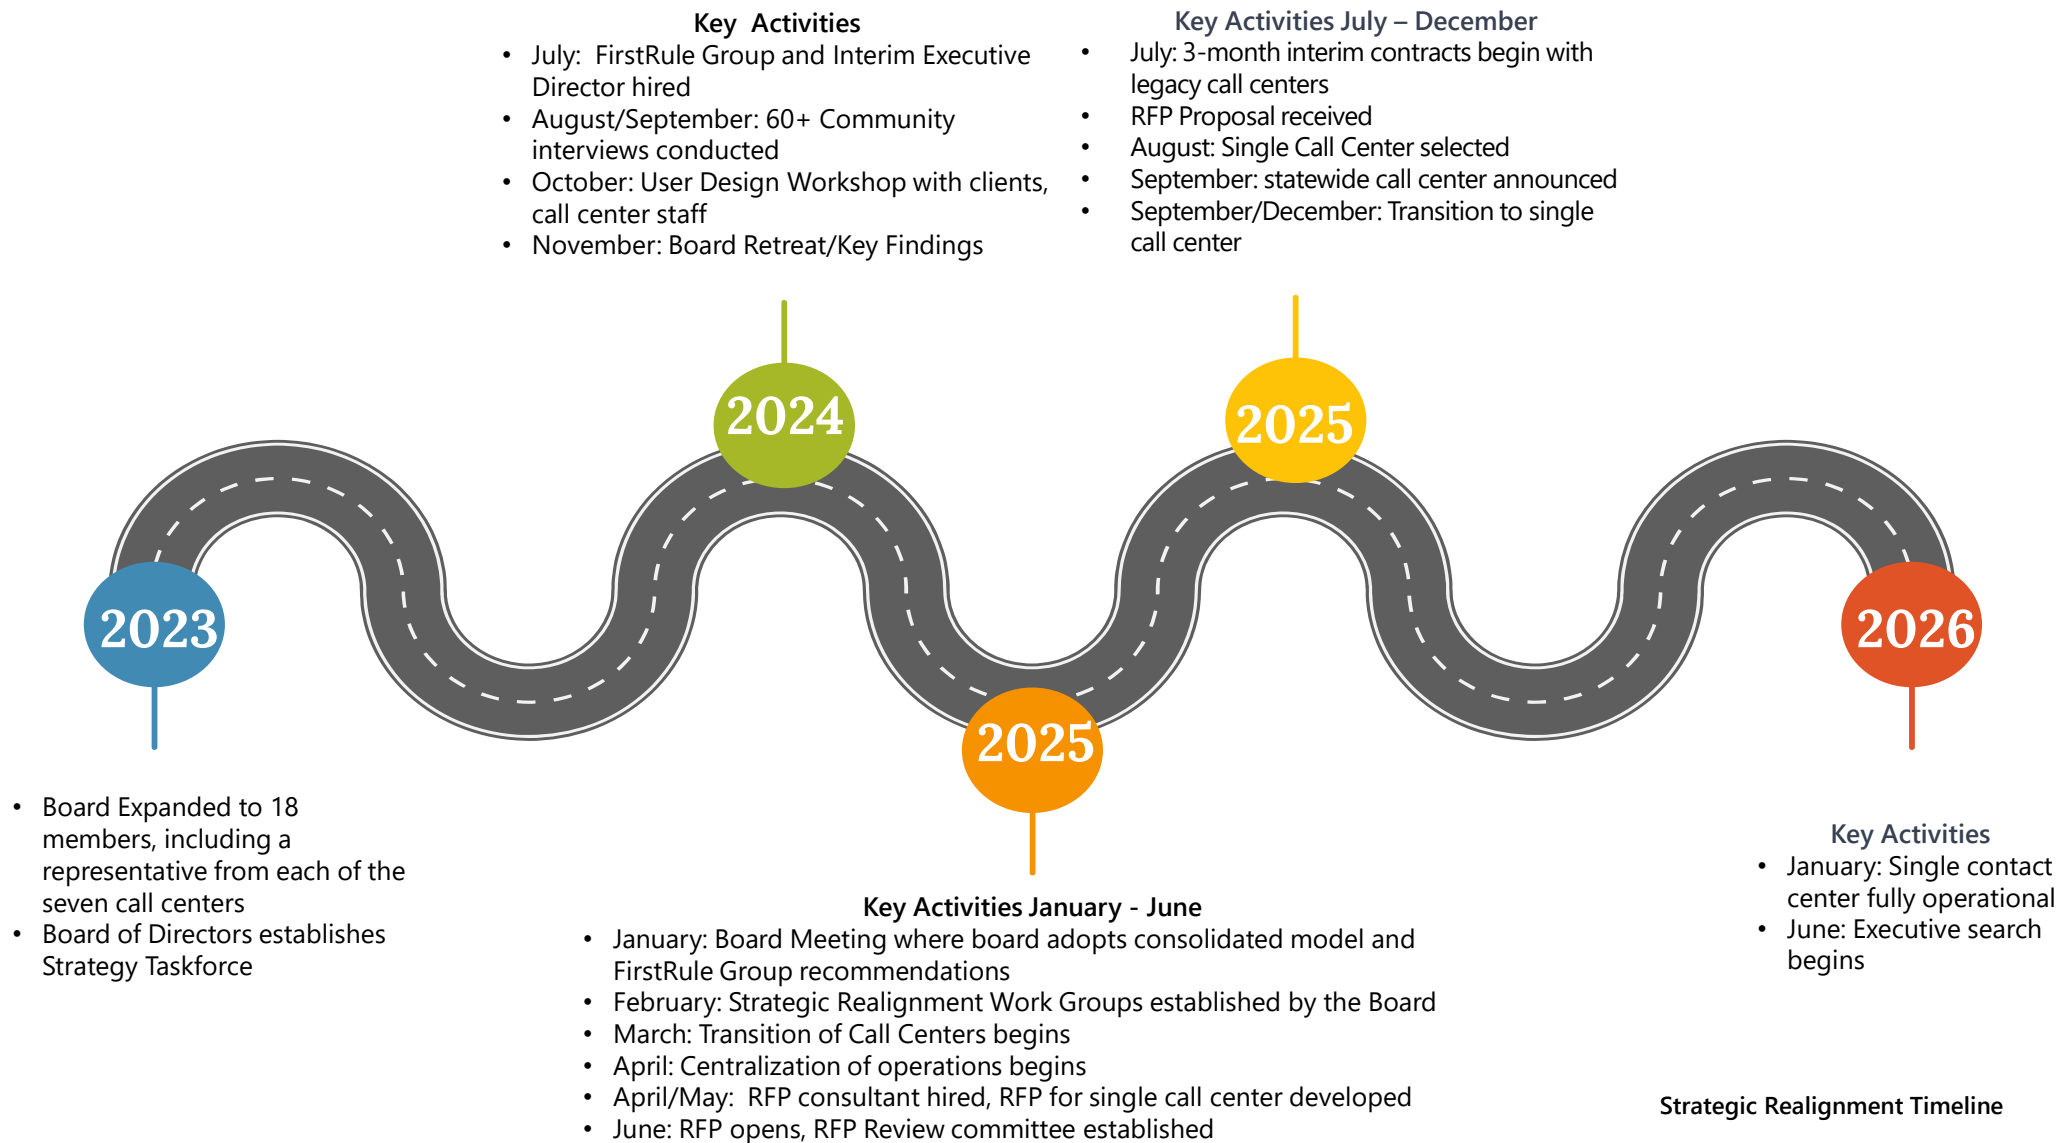 Key  Activities
• July:  FirstRule Group and Interim Executive
Director hired
• August/September: 60+ Community
interviews conducted
• October: User Design Workshop with clients,
call center staff
• November: Board Retreat/Key Findings
Key Activities July – December
• July: 3-month interim contracts begin with
legacy call centers
• RFP Proposal received
• August: Single Call Center selected
• September: statewide call center announced
• September/December: Transition to single
call center
2024
2025
2023
2026
2025
• Board Expanded to 18
members, including a
representative from each of the
seven call centers
• Board of Directors establishes
Strategy Taskforce
Key Activities January - June
• January: Board Meeting where board adopts consolidated model and
FirstRule Group recommendations
• February: Strategic Realignment Work Groups established by the Board
• March: Transition of Call Centers begins
• April: Centralization of operations begins
• April/May:  RFP consultant hired, RFP for single call center developed
• June: RFP opens, RFP Review committee established
Key Activities
• January: Single contact
center fully operational
• June: Executive search
begins
Strategic Realignment Timeline